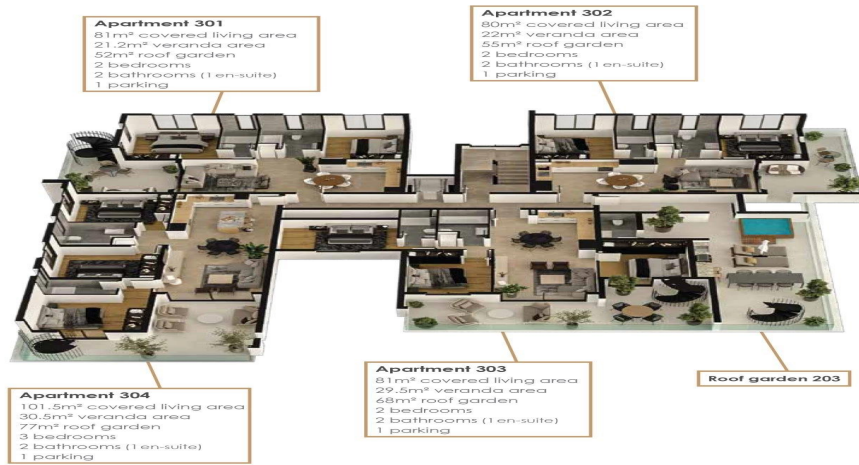 Apartment 301
81m² covered living area
21.2m² veranda area
52m² roof garden
2 bedrooms
2 bathrooms (1 en-suite)
1 parking
Apartment 302
80m² covered living area
22m² veranda area
55m² roof garden
2 bedrooms
2 bathrooms (1 en-suite)
1 parking
Apartment 304
101.5m² covered living area
30.5m² veranda area
77m² roof garden
3 bedrooms
2 bathrooms (1 en-suite)
1 parking
Apartment 303
81m² covered living area
29.5m² veranda area
68m² roof garden
2 bedrooms
2 bathrooms (1 en-suite)
1 parking
Roof garden 203